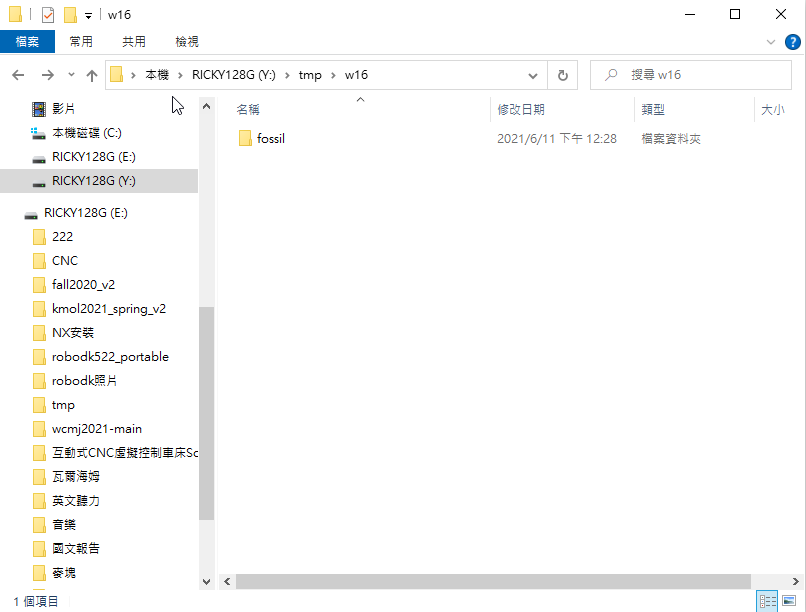 w16
檔案 常用 共用 檢視
本機 RICKY128G (Y:) tmp w16 搜尋 w16
影片
本機磁碟 (C:)
RICKY128G (E:)
RICKY128G (Y:)
RICKY128G (E:)
222
CNC
fall2020_v2
kmol2021_spring_v2
NX安裝
robodk522_portable
robodk照片
tmp
wcmj2021-main
互動式CNC虛擬控制車床Sc
瓦爾海姆
英文聽力
音樂
國文報告
麥塊
名稱 修改日期 類型 大小
fossil 2021/6/11 下午 12:28 檔案資料夾
1 個項目